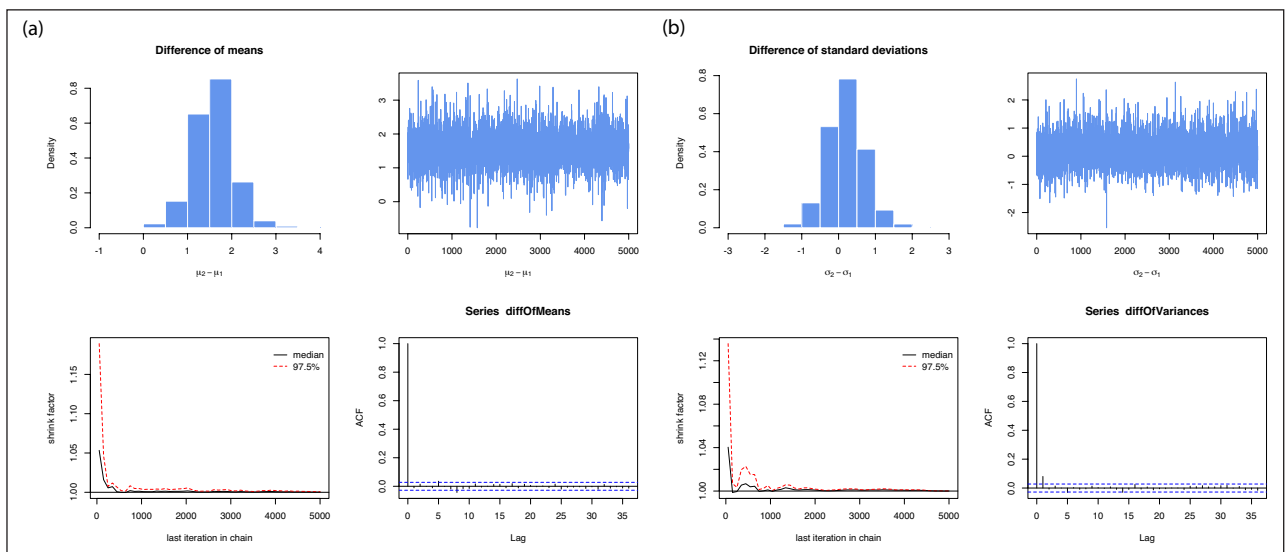 (a)
Difference of means
Density
0.0 0.2 0.4 0.6 0.8
-1 0 1 2 3 4
μ2 − μ1
0 1 2 3
0 1000 2000 3000 4000 5000
μ2 − μ1
shrink factor
1.00 1.05 1.10 1.15
median
97.5%
0 1000 2000 3000 4000 5000
last iteration in chain
Series diffOfMeans
ACF
0.0 0.2 0.4 0.6 0.8 1.0
0 5 10 15 20 25 30 35
Lag
(b)
Difference of standard deviations
Density
0.0 0.2 0.4 0.6 0.8
-3 -2 -1 0 1 2 3
σ2 − σ1
-2 -1 0 1 2
0 1000 2000 3000 4000 5000
σ2 − σ1
shrink factor
1.00 1.04 1.08 1.12
median
97.5%
0 1000 2000 3000 4000 5000
last iteration in chain
Series diffOfVariances
ACF
0.0 0.2 0.4 0.6 0.8 1.0
0 5 10 15 20 25 30 35
Lag